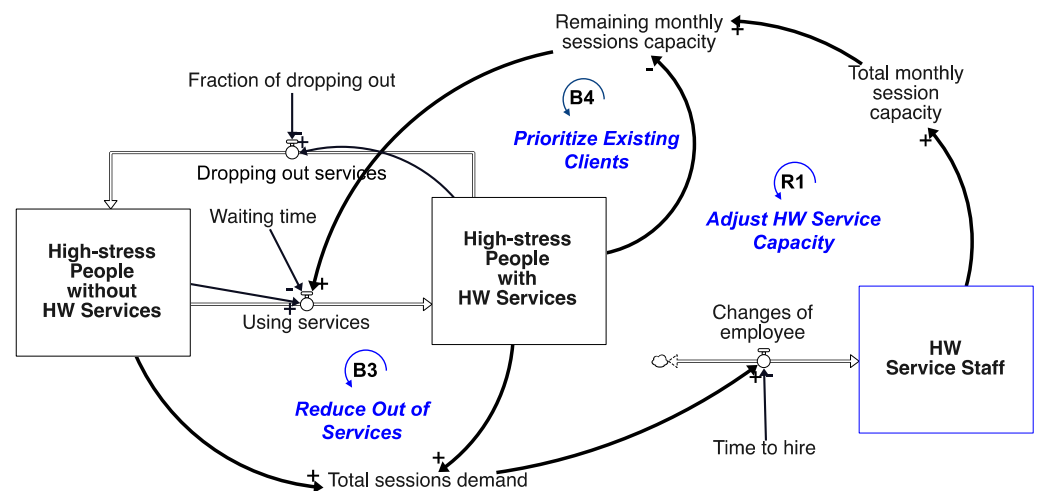 Remaining monthly
sessions capacity
+
-
Fraction of dropping out
Total monthly
session
capacity
+
B4
Prioritize Existing
Clients
-
+
Dropping out services
R1
Adjust HW Service
Capacity
Waiting time
High-stress
People
without
HW Services
High-stress
People
with
HW Services
-
+
+
Using services
Changes of
employee
HW
Service Staff
B3
+
-
Reduce Out of
Services
Time to hire
+
+
Total sessions demand